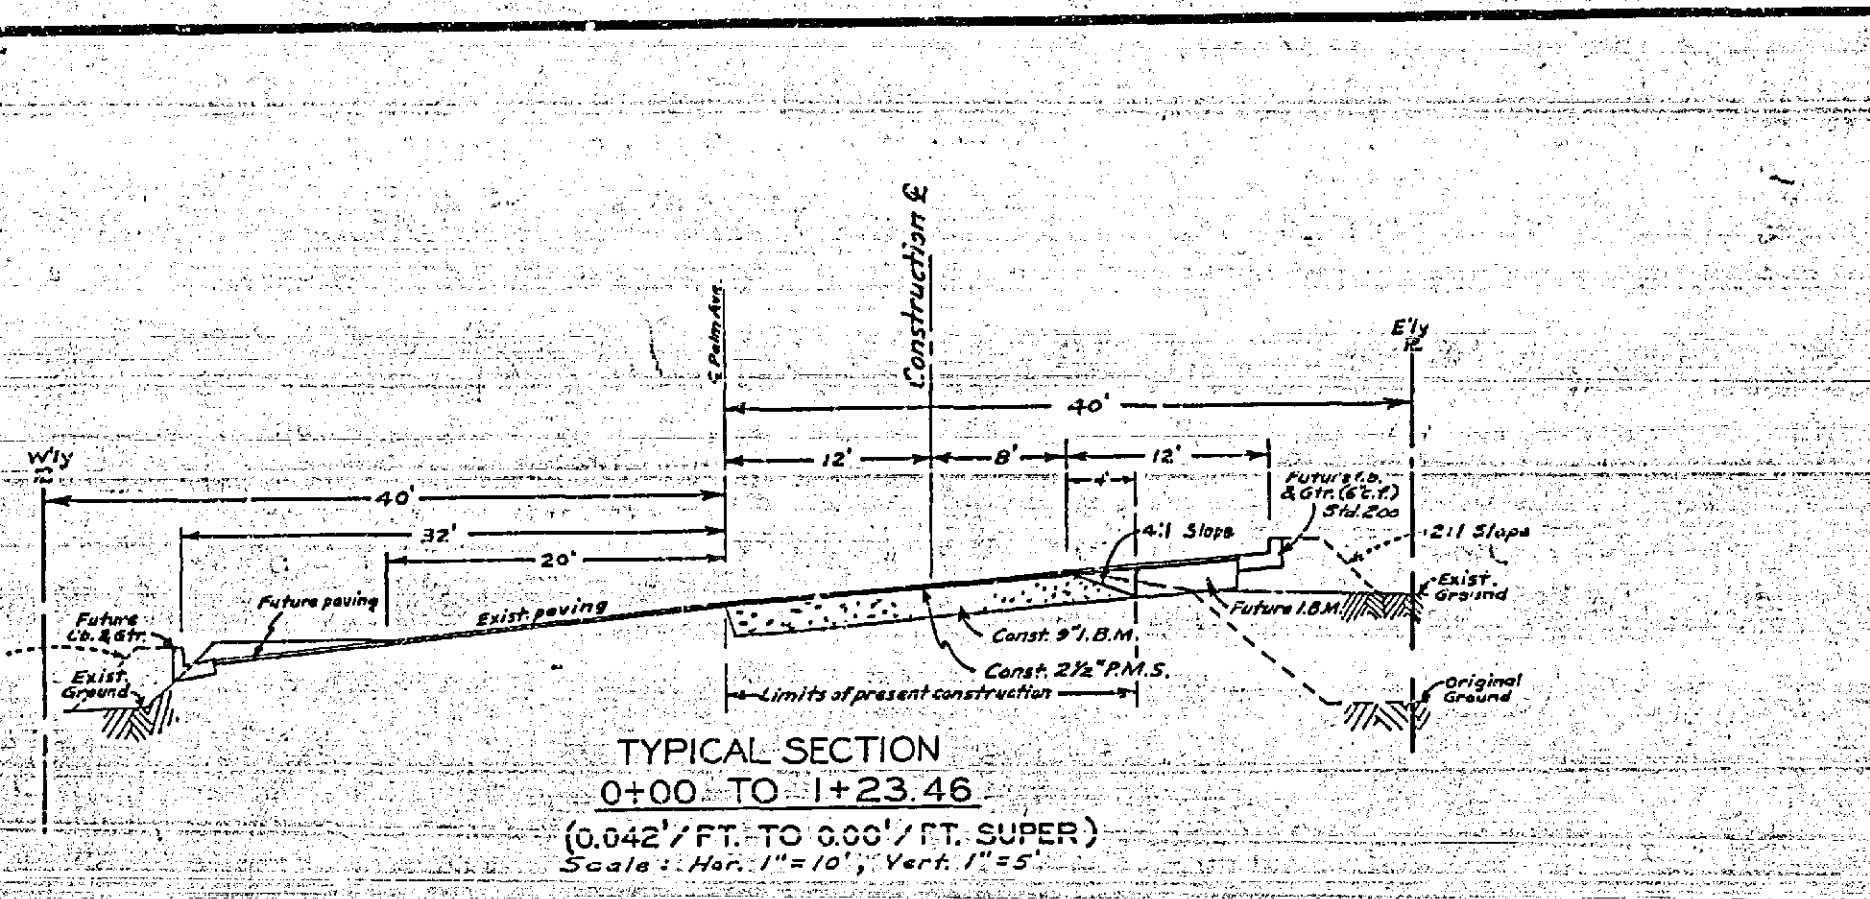 Construction ℄
℄ Palm Ave.
E'ly
40'
W'ly
12'
8'
12'
40'
4'
Future C.b.
& Gtr. (6" c.f.)
Std. 200
32'
4:1 Slope
2:1 Slope
20'
Exist.
Ground
Future paving
Exist. paving
Future I.B.M.
Future
Cb. & Gtr.
Const. 9" I.B.M.
Const. 2½" P.M.S.
Exist.
Ground
Limits of present construction
Original
Ground
TYPICAL SECTION
0+00 TO 1+23.46
(0.042'/FT. TO 0.00'/FT. SUPER)
Scale: Hor. 1"=10', Vert. 1"=5'